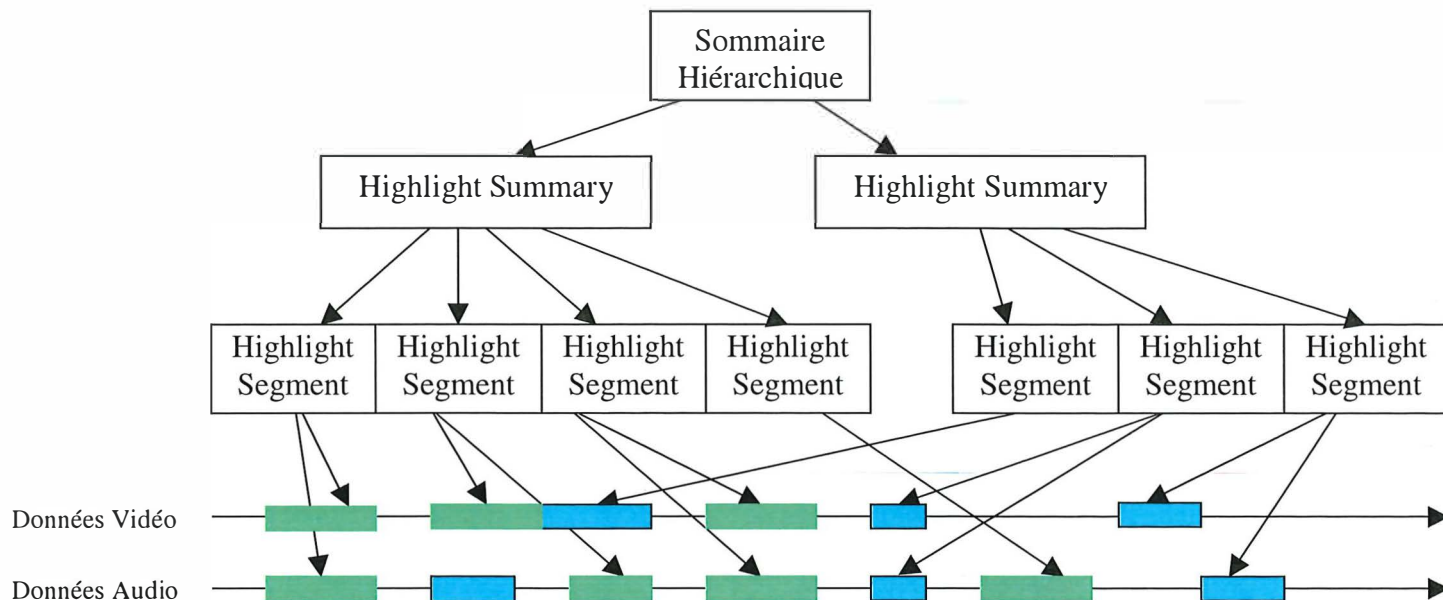 Sommaire
Hiérarchique
Highlight Summary
Highlight Summary
Highlight
Segment
Highlight
Segment
Highlight
Segment
Highlight
Segment
Highlight
Segment
Highlight
Segment
Highlight
Segment
Données Vidéo
Données Audio